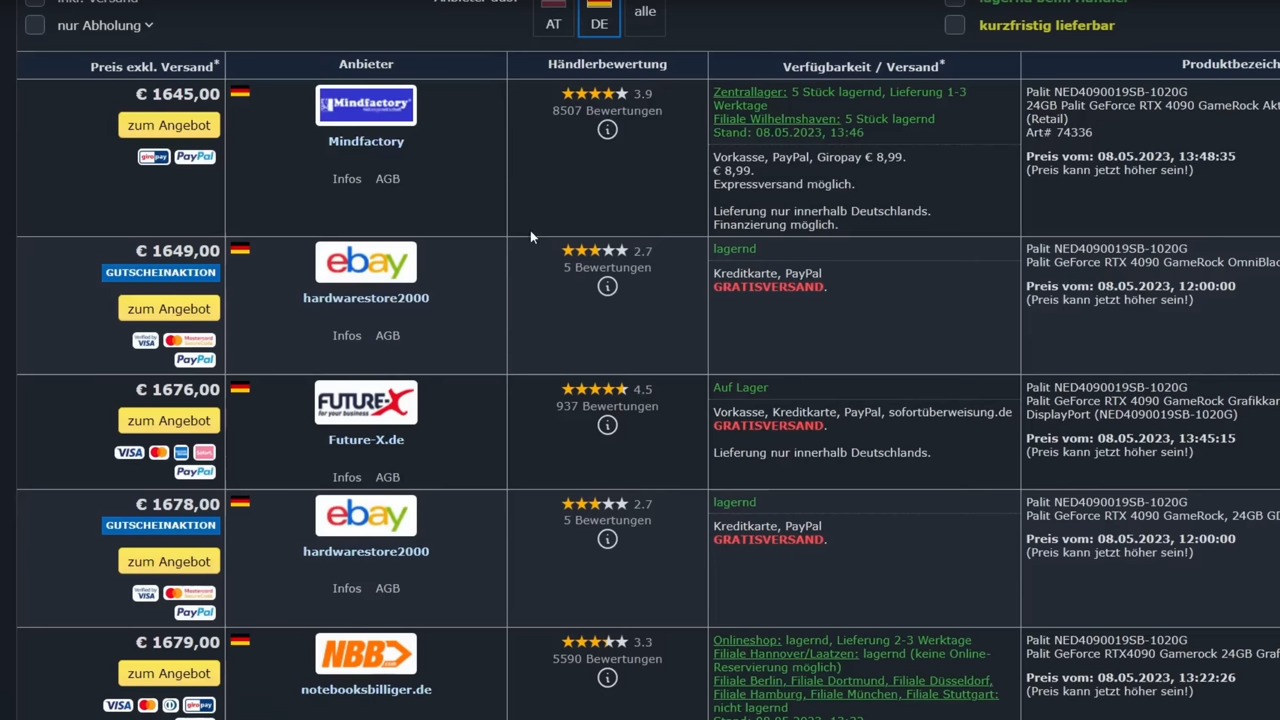 inkl. Versand
nur Abholung
AT
DE
alle
lagernd beim Händler
kurzfristig lieferbar
Preis exkl. Versand*
Anbieter
Händlerbewertung
Verfügbarkeit / Versand*
€ 1645,00
zum Angebot
giropay PayPal
Mindfactory
Mindfactory
Infos AGB
3.9
8507 Bewertungen
Zentrallager: 5 Stück lagernd, Lieferung 1-3
Werktage
Filiale Wilhelmshaven: 5 Stück lagernd
Stand: 08.05.2023, 13:46
Vorkasse, PayPal, Giropay € 8,99.
€ 8,99.
Expressversand möglich.
Lieferung nur innerhalb Deutschlands.
Finanzierung möglich.
Palit NED4090019SB-1020G
24GB Palit GeForce RTX 4090 GameRock
(Retail)
Art# 74336
Preis vom: 08.05.2023, 13:48:35
(Preis kann jetzt höher sein!)
€ 1649,00
GUTSCHEINAKTION
zum Angebot
VISA
PayPal
ebay
hardwarestore2000
Infos AGB
2.7
5 Bewertungen
lagernd
Kreditkarte, PayPal
GRATISVERSAND.
Palit NED4090019SB-1020G
Palit GeForce RTX 4090 GameRock
Preis vom: 08.05.2023, 12:00:00
(Preis kann jetzt höher sein!)
€ 1676,00
zum Angebot
VISA
PayPal
FUTURE-X
for your business
Future-X.de
Infos AGB
4.5
937 Bewertungen
Auf Lager
Vorkasse, Kreditkarte, PayPal, sofortüberweisung.de
GRATISVERSAND.
Lieferung nur innerhalb Deutschlands.
Palit NED4090019SB-1020G
Palit GeForce RTX 4090 GameRock
DisplayPort (NED4090019SB-1020G)
Preis vom: 08.05.2023, 13:45:15
(Preis kann jetzt höher sein!)
€ 1678,00
GUTSCHEINAKTION
zum Angebot
VISA
PayPal
ebay
hardwarestore2000
Infos AGB
2.7
5 Bewertungen
lagernd
Kreditkarte, PayPal
GRATISVERSAND.
Palit NED4090019SB-1020G
Palit GeForce RTX 4090 GameRock, 24GB
Preis vom: 08.05.2023, 12:00:00
(Preis kann jetzt höher sein!)
€ 1679,00
zum Angebot
VISA giropay
NBB.com
notebooksbilliger.de
3.3
5590 Bewertungen
Onlineshop: lagernd, Lieferung 2-3 Werktage
Filiale Hannover/Laatzen: lagernd (keine Online-
Reservierung möglich)
Filiale Berlin, Filiale Dortmund, Filiale Düsseldorf,
Filiale Hamburg, Filiale München, Filiale Stuttgart:
nicht lagernd
Palit NED4090019SB-1020G
Palit GeForce RTX4090 Gamerock 24GB
Preis vom: 08.05.2023, 13:22:26
(Preis kann jetzt höher sein!)